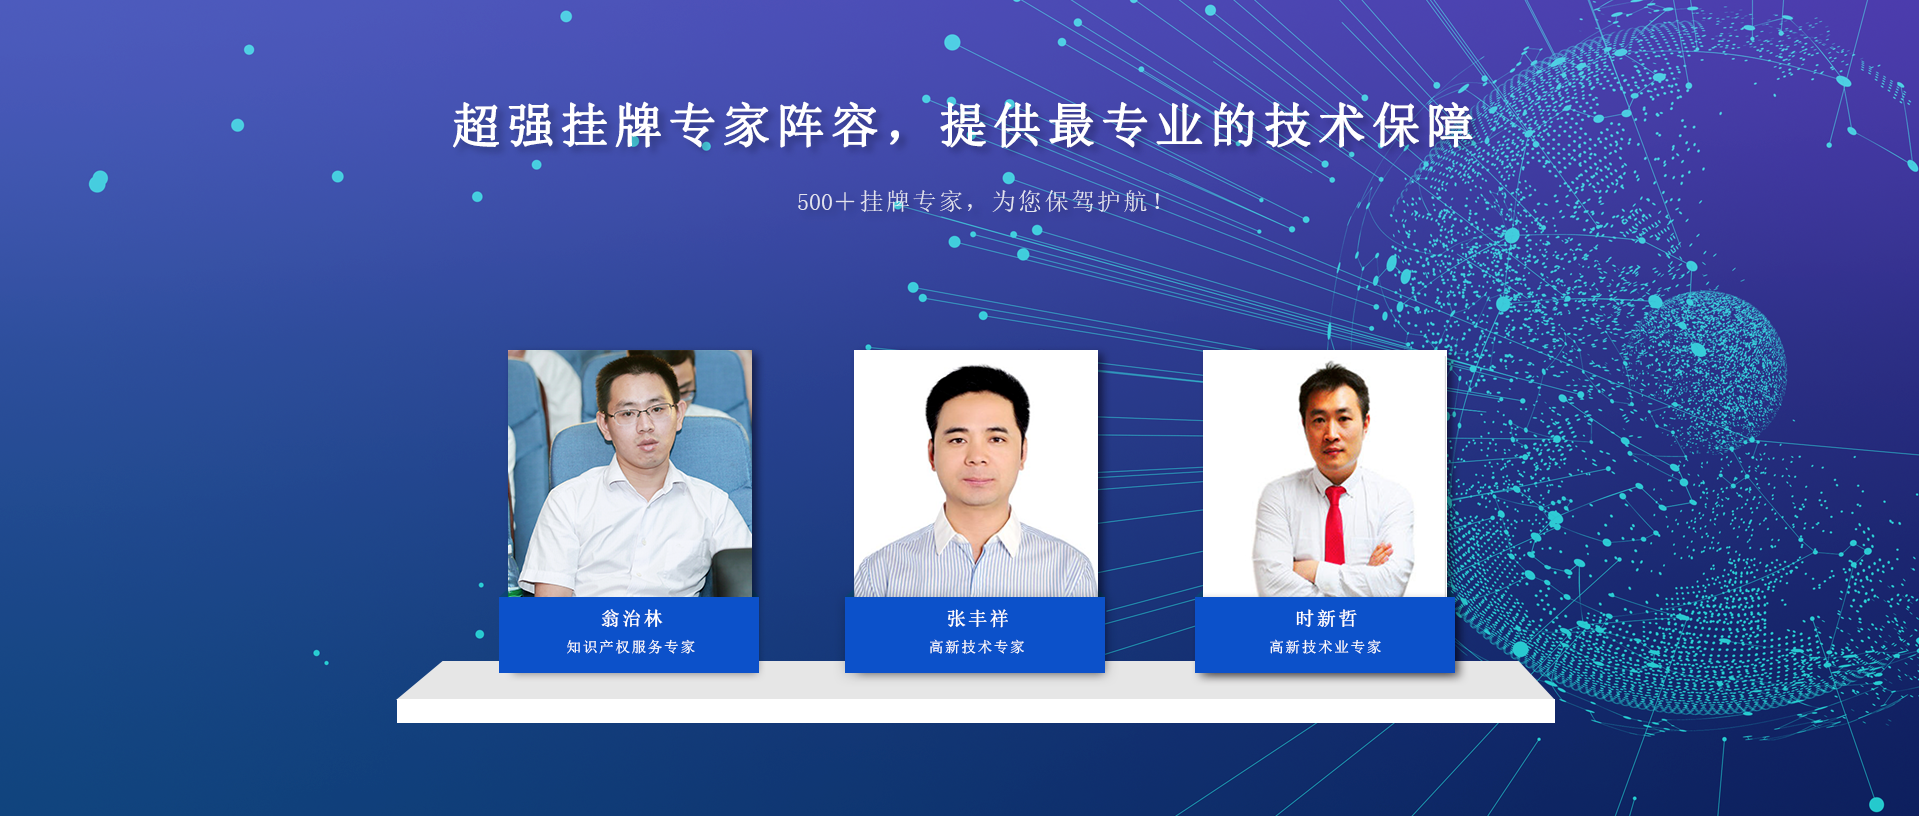 超强挂牌专家阵容，提供最专业的技术保障
500＋挂牌专家，为您保驾护航！
翁治林
知识产权服务专家
张丰祥
高新技术专家
时新哲
高新技术业专家